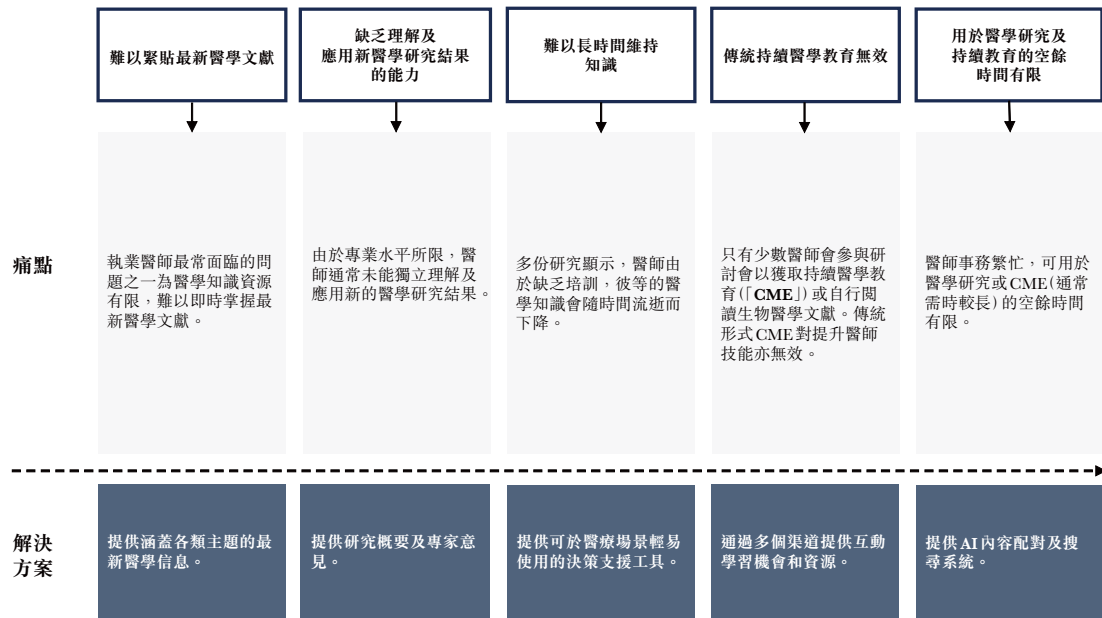 難以緊貼最新醫學文獻
缺乏理解及
應用新醫學研究結果
的能力
難以長時間維持
知識
傳統持續醫學教育無效
用於醫學研究及
持續教育的空餘
時間有限
痛點
執業醫師最常面臨的問
題之一為醫學知識資源
有限，難以即時掌握最
新醫學文獻。
由於專業水平所限，醫
師通常未能獨立理解及
應用新的醫學研究結果。
多份研究顯示，醫師由
於缺乏培訓，彼等的醫
學知識會隨時間流逝而
下降。
只有少數醫師會參與研
討會以獲取持續醫學教
育(「CME」)或自行閱
讀生物醫學文獻。傳統
形式CME對提升醫師
技能亦無效。
醫師事務繁忙，可用於
醫學研究或CME(通常
需時較長)的空餘時間
有限。
解決
方案
提供涵蓋各類主題的最
新醫學信息。
提供研究概要及專家意
見。
提供可於醫療場景輕易
使用的決策支援工具。
通過多個渠道提供互動
學習機會和資源。
提供AI內容配對及搜
尋系統。